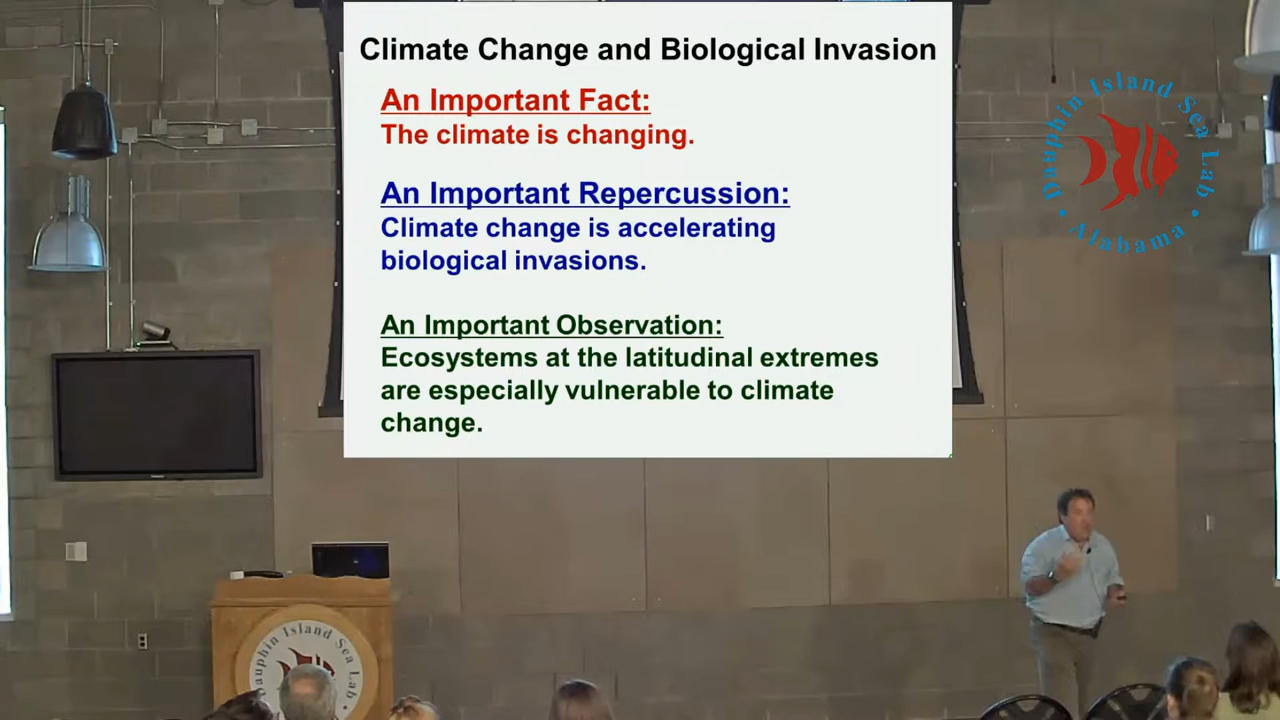 Climate Change and Biological Invasion
An Important Fact:
The climate is changing.
An Important Repercussion:
Climate change is accelerating
biological invasions.
An Important Observation:
Ecosystems at the latitudinal extremes
are especially vulnerable to climate
change.
Dauphin Island Sea Lab
• Alabama •
Dauphin Island Sea Lab